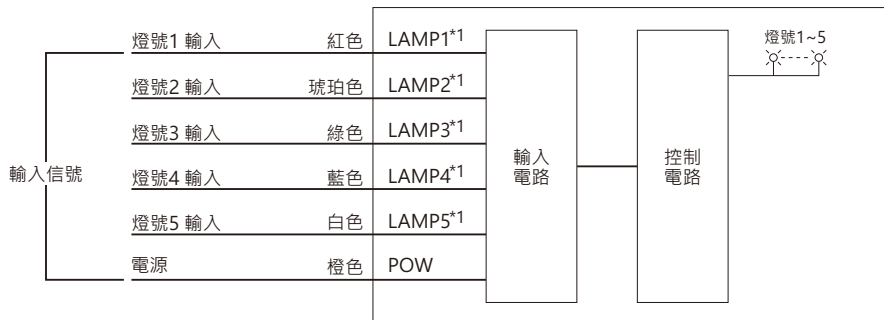 燈號1 輸入 紅色 LAMP1*1
燈號2 輸入 琥珀色 LAMP2*1
燈號3 輸入 綠色 LAMP3*1
燈號4 輸入 藍色 LAMP4*1
燈號5 輸入 白色 LAMP5*1
電源 橙色 POW
輸入信號
輸入
電路
控制
電路
燈號1~5